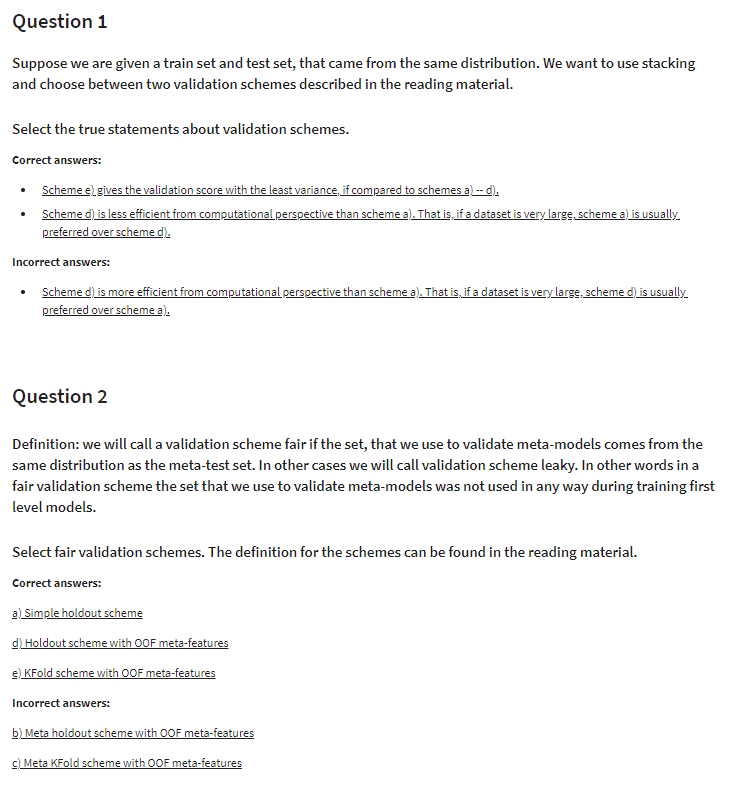 Question 1
Suppose we are given a train set and test set, that came from the same distribution. We want to use stacking
and choose between two validation schemes described in the reading material.
Select the true statements about validation schemes.
Correct answers:
• Scheme e) gives the validation score with the least variance, if compared to schemes a) -- d).
• Scheme d) is less efficient from computational perspective than scheme a). That is, if a dataset is very large, scheme a) is usually
preferred over scheme d).
Incorrect answers:
• Scheme d) is more efficient from computational perspective than scheme a). That is, if a dataset is very large, scheme d) is usually
preferred over scheme a).
Question 2
Definition: we will call a validation scheme fair if the set, that we use to validate meta-models comes from the
same distribution as the meta-test set. In other cases we will call validation scheme leaky. In other words in a
fair validation scheme the set that we use to validate meta-models was not used in any way during training first
level models.
Select fair validation schemes. The definition for the schemes can be found in the reading material.
Correct answers:
a) Simple holdout scheme
d) Holdout scheme with OOF meta-features
e) KFold scheme with OOF meta-features
Incorrect answers:
b) Meta holdout scheme with OOF meta-features
c) Meta KFold scheme with OOF meta-features